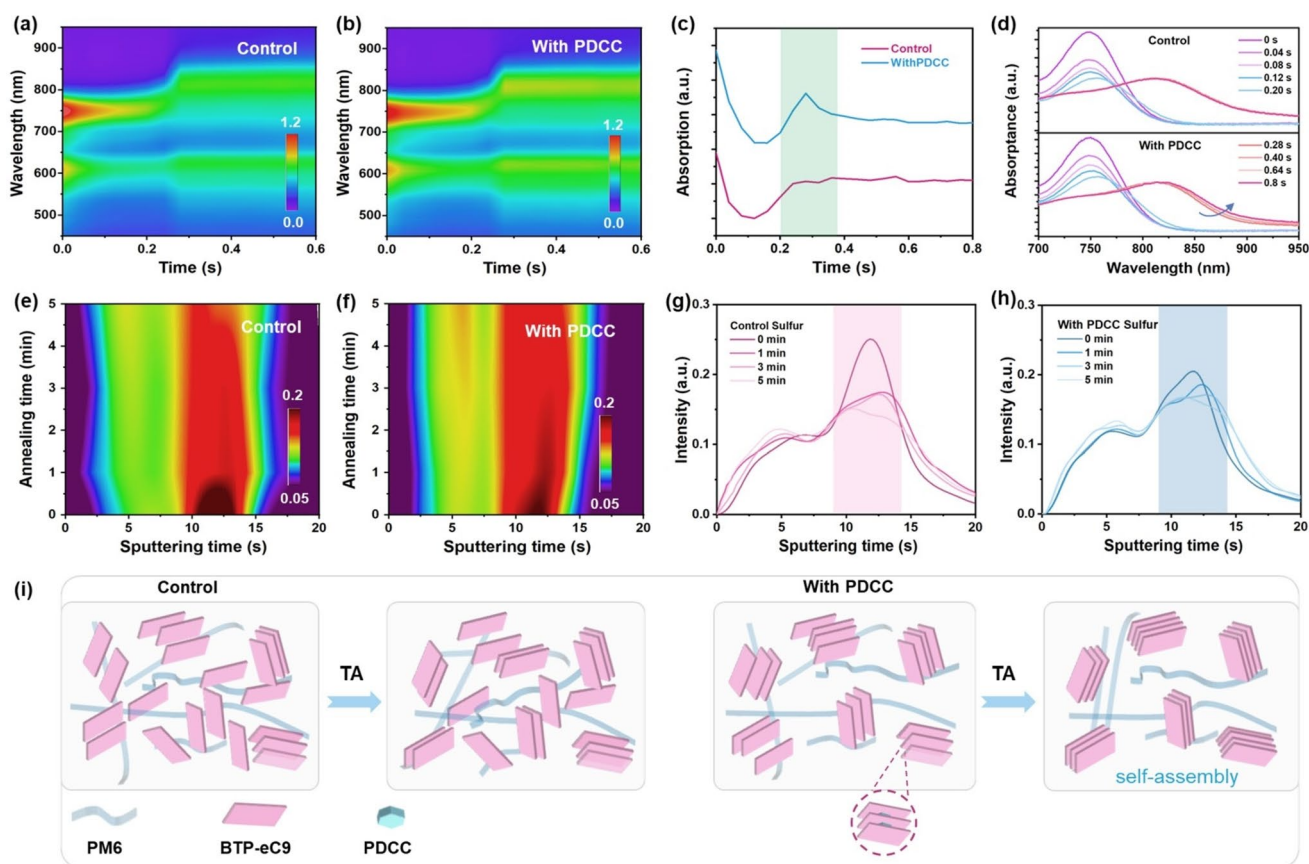 (a)
Control
950
900
800
700
600
500
Wavelength (nm)
1.2
0.0
0.0
0.2
0.4
0.6
Time (s)
(b)
With PDCC
900
800
700
600
500
Wavelength (nm)
1.2
0.0
0.0
0.2
0.4
0.6
Time (s)
(c)
Control
WithPDCC
Absorption (a.u.)
0.0
0.2
0.4
0.6
0.8
Time (s)
(d)
Control
0 s
0.04 s
0.08 s
0.12 s
0.20 s
With PDCC
0.28 s
0.40 s
0.64 s
0.8 s
Absorptance (a.u.)
700
750
800
850
900
950
Wavelength (nm)
(e)
Control
5
4
3
2
1
0
Annealing time (min)
0.2
0.05
0
5
10
15
20
Sputtering time (s)
(f)
With PDCC
5
4
3
2
1
0
Annealing time (min)
0.2
0.05
0
5
10
15
20
Sputtering time (s)
(g)
0.3
0.2
0.1
0.0
Intensity (a.u.)
Control Sulfur
0 min
1 min
3 min
5 min
0
5
10
15
20
Sputtering time (s)
(h)
0.3
0.2
0.1
0.0
Intensity (a.u.)
With PDCC Sulfur
0 min
1 min
3 min
5 min
0
5
10
15
20
Sputtering time (s)
(i)
Control
With PDCC
TA
TA
self-assembly
PM6
BTP-eC9
PDCC